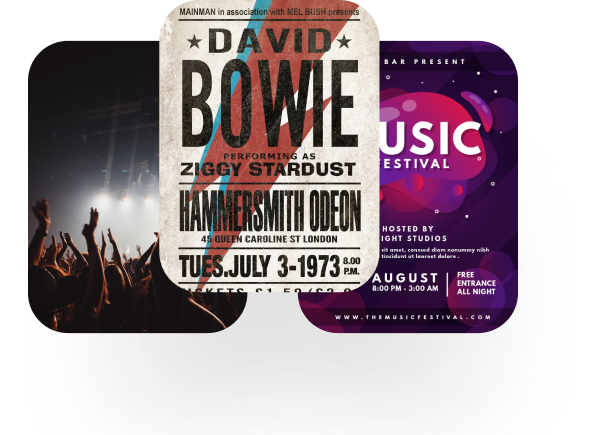 MAINMAN in association with MEL BUSH presents
★DAVID★
BOWIE
PERFORMING AS
ZIGGY STARDUST
HAMMERSMITH ODEON
45 QUEEN CAROLINE ST LONDON
TUES.JULY 3-1973 8.00 P.M.
BAR PRESENT
USIC
FESTIVAL
HOSTED BY
IGHT STUDIOS
sit amet, consued diam nonummy nibh
tincidunt ut laoreet dolore .
AUGUST
8:00 PM - 3:00 AM
FREE
ENTRANCE
ALL NIGHT
WWW.THEMUSICFESTIVAL.COM